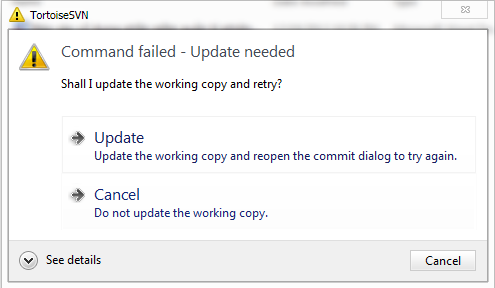 TortoiseSVN
Command failed - Update needed
Shall I update the working copy and retry?
Update
Update the working copy and reopen the commit dialog to try again.
Cancel
Do not update the working copy.
See details
Cancel